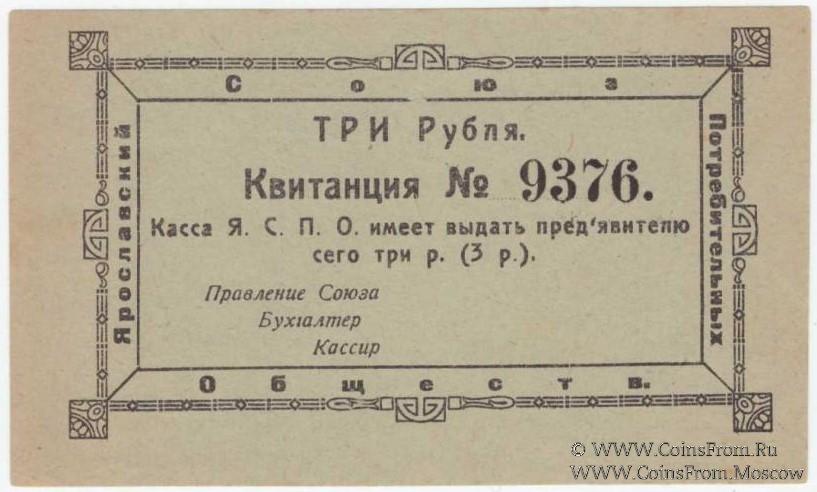 Ярославский
Союз
Потребительных
Обществ.
ТРИ Рубля.
Квитанция № 9376.
Касса Я. С. П. О. имеет выдать пред'явителю
сего три р. (3 р.).
Правление Союза
Бухгалтер
Кассир
© WWW.CoinsFrom.Ru
WWW.CoinsFrom.Moscow